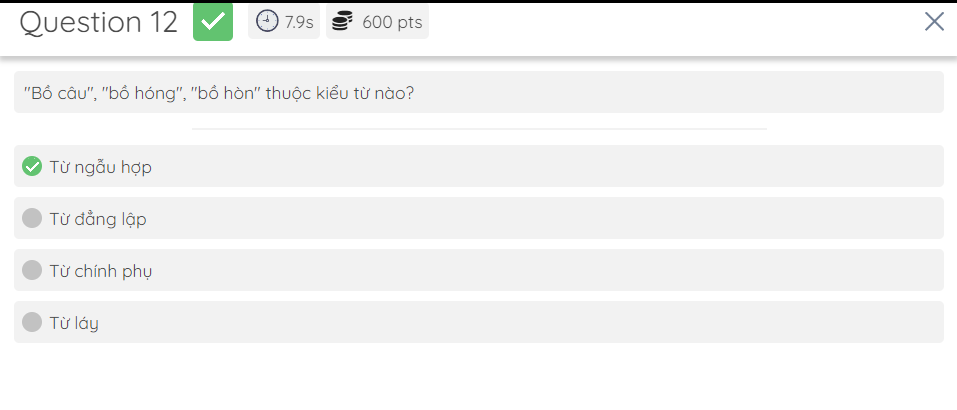 Question 12 7.9s 600 pts
"Bồ câu", "bồ hóng", "bồ hòn" thuộc kiểu từ nào?
Từ ngẫu hợp
Từ đẳng lập
Từ chính phụ
Từ láy